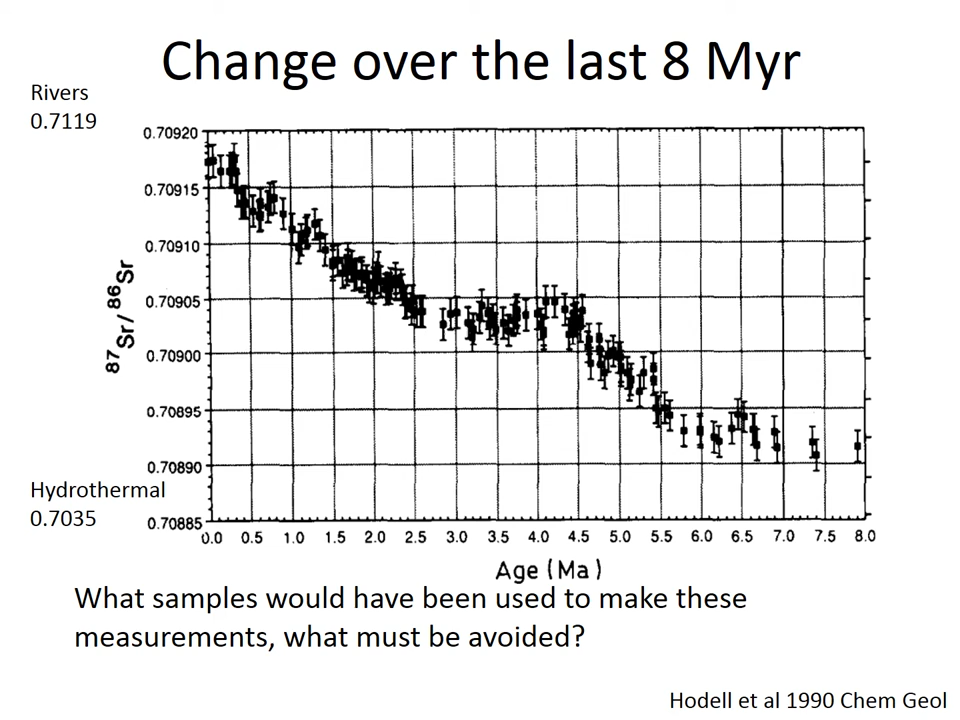 Change over the last 8 Myr
Rivers
0.7119
0.70920
0.70915
0.70910
0.70905
0.70900
0.70895
0.70890
0.70885
87Sr/86Sr
Hydrothermal
0.7035
0.0 0.5 1.0 1.5 2.0 2.5 3.0 3.5 4.0 4.5 5.0 5.5 6.0 6.5 7.0 7.5 8.0
Age (Ma)
What samples would have been used to make these
measurements, what must be avoided?
Hodell et al 1990 Chem Geol